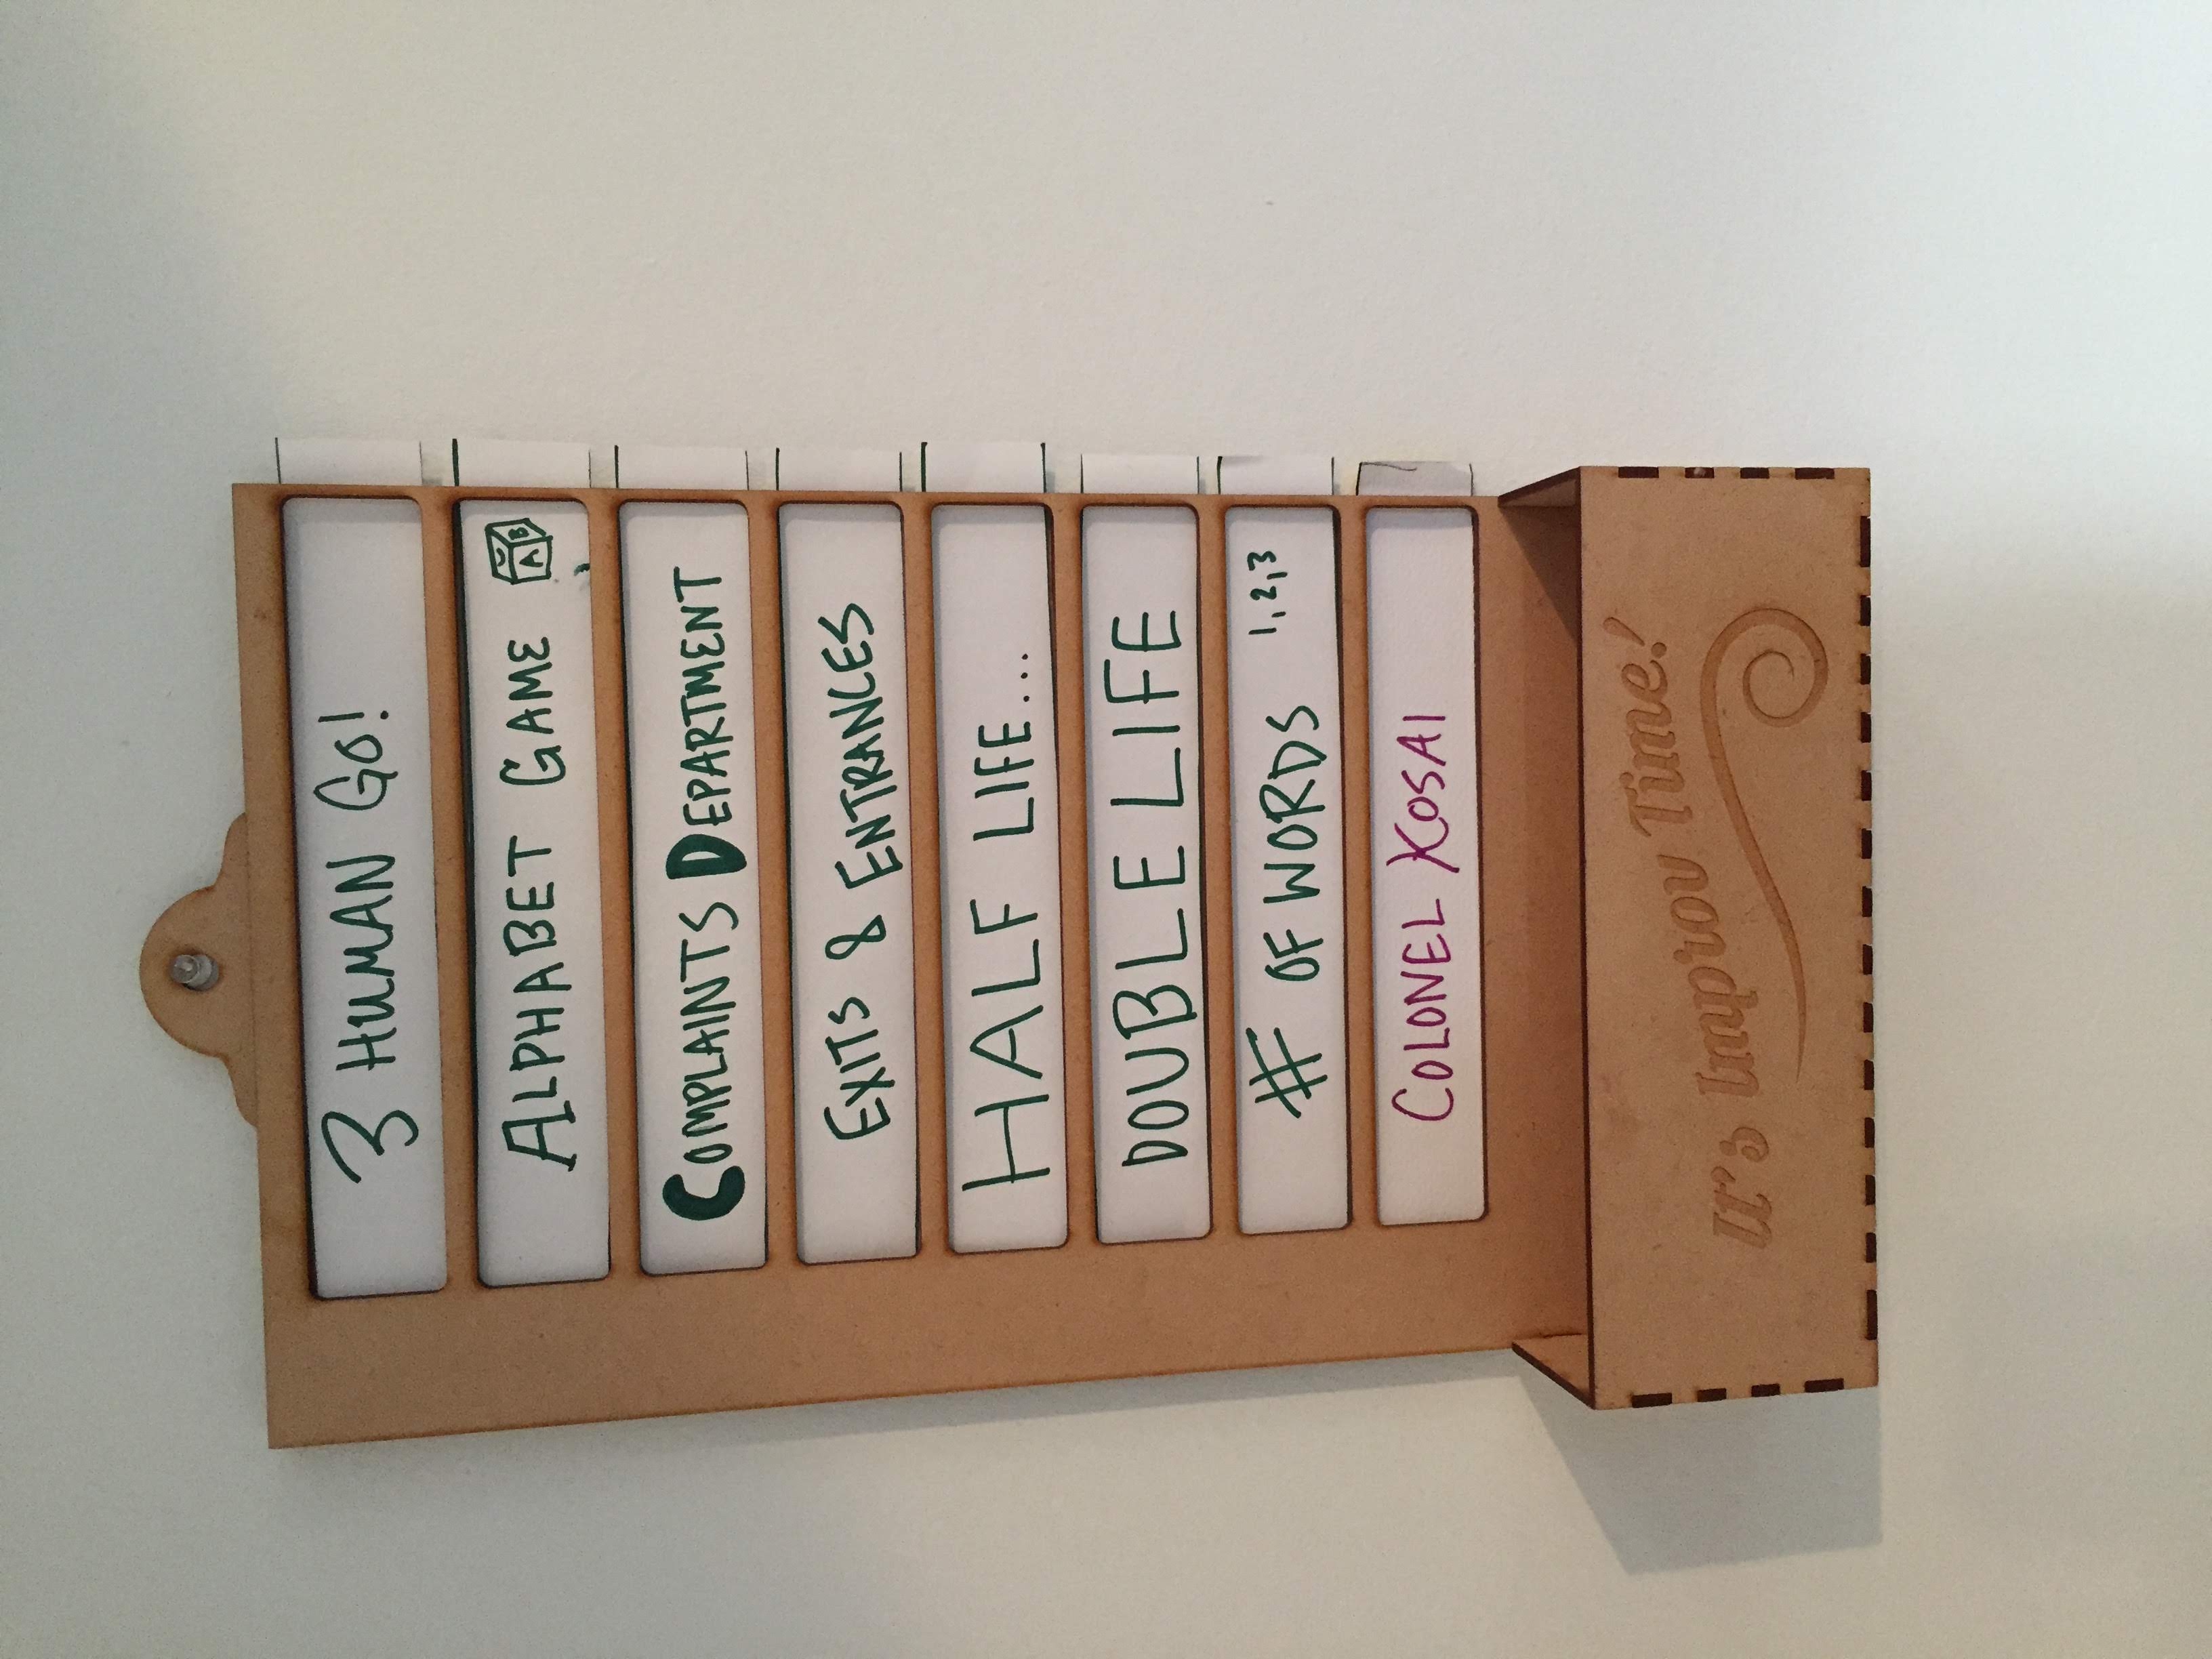 3 HUMAN GO!
ALPHABET GAME A B
COMPLAINTS DEPARTMENT
EXITS & ENTRANCES
HALF LIFE...
DOUBLE LIFE
# OF WORDS 1,2,3
COLONEL KOSAI
It's Improv Time!